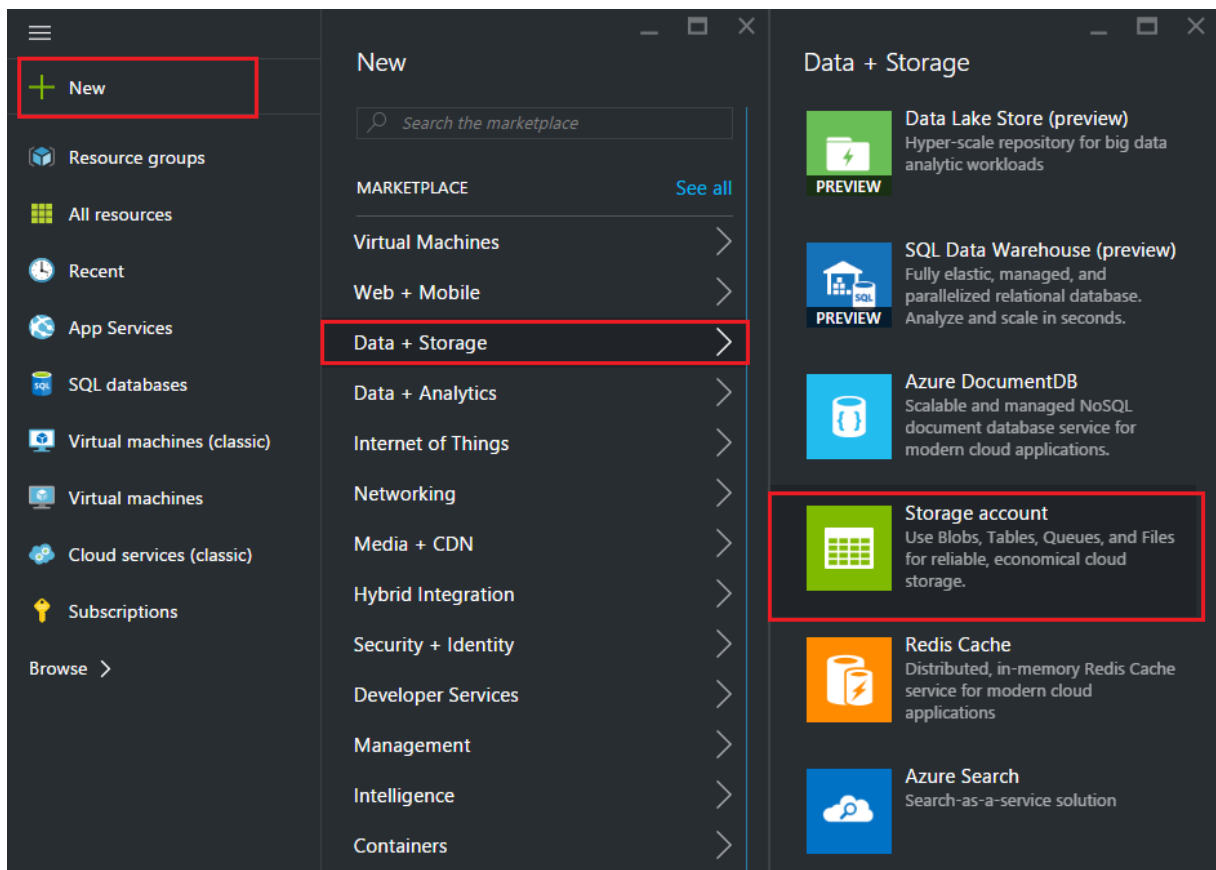 New
Resource groups
All resources
Recent
App Services
SQL databases
Virtual machines (classic)
Virtual machines
Cloud services (classic)
Subscriptions
Browse
New
Search the marketplace
MARKETPLACE See all
Virtual Machines
Web + Mobile
Data + Storage
Data + Analytics
Internet of Things
Networking
Media + CDN
Hybrid Integration
Security + Identity
Developer Services
Management
Intelligence
Containers
Data + Storage
Data Lake Store (preview)
Hyper-scale repository for big data
analytic workloads
PREVIEW
SQL Data Warehouse (preview)
Fully elastic, managed, and
parallelized relational database.
Analyze and scale in seconds.
SQL
PREVIEW
Azure DocumentDB
Scalable and managed NoSQL
document database service for
modern cloud applications.
Storage account
Use Blobs, Tables, Queues, and Files
for reliable, economical cloud
storage.
Redis Cache
Distributed, in-memory Redis Cache
service for modern cloud
applications
Azure Search
Search-as-a-service solution